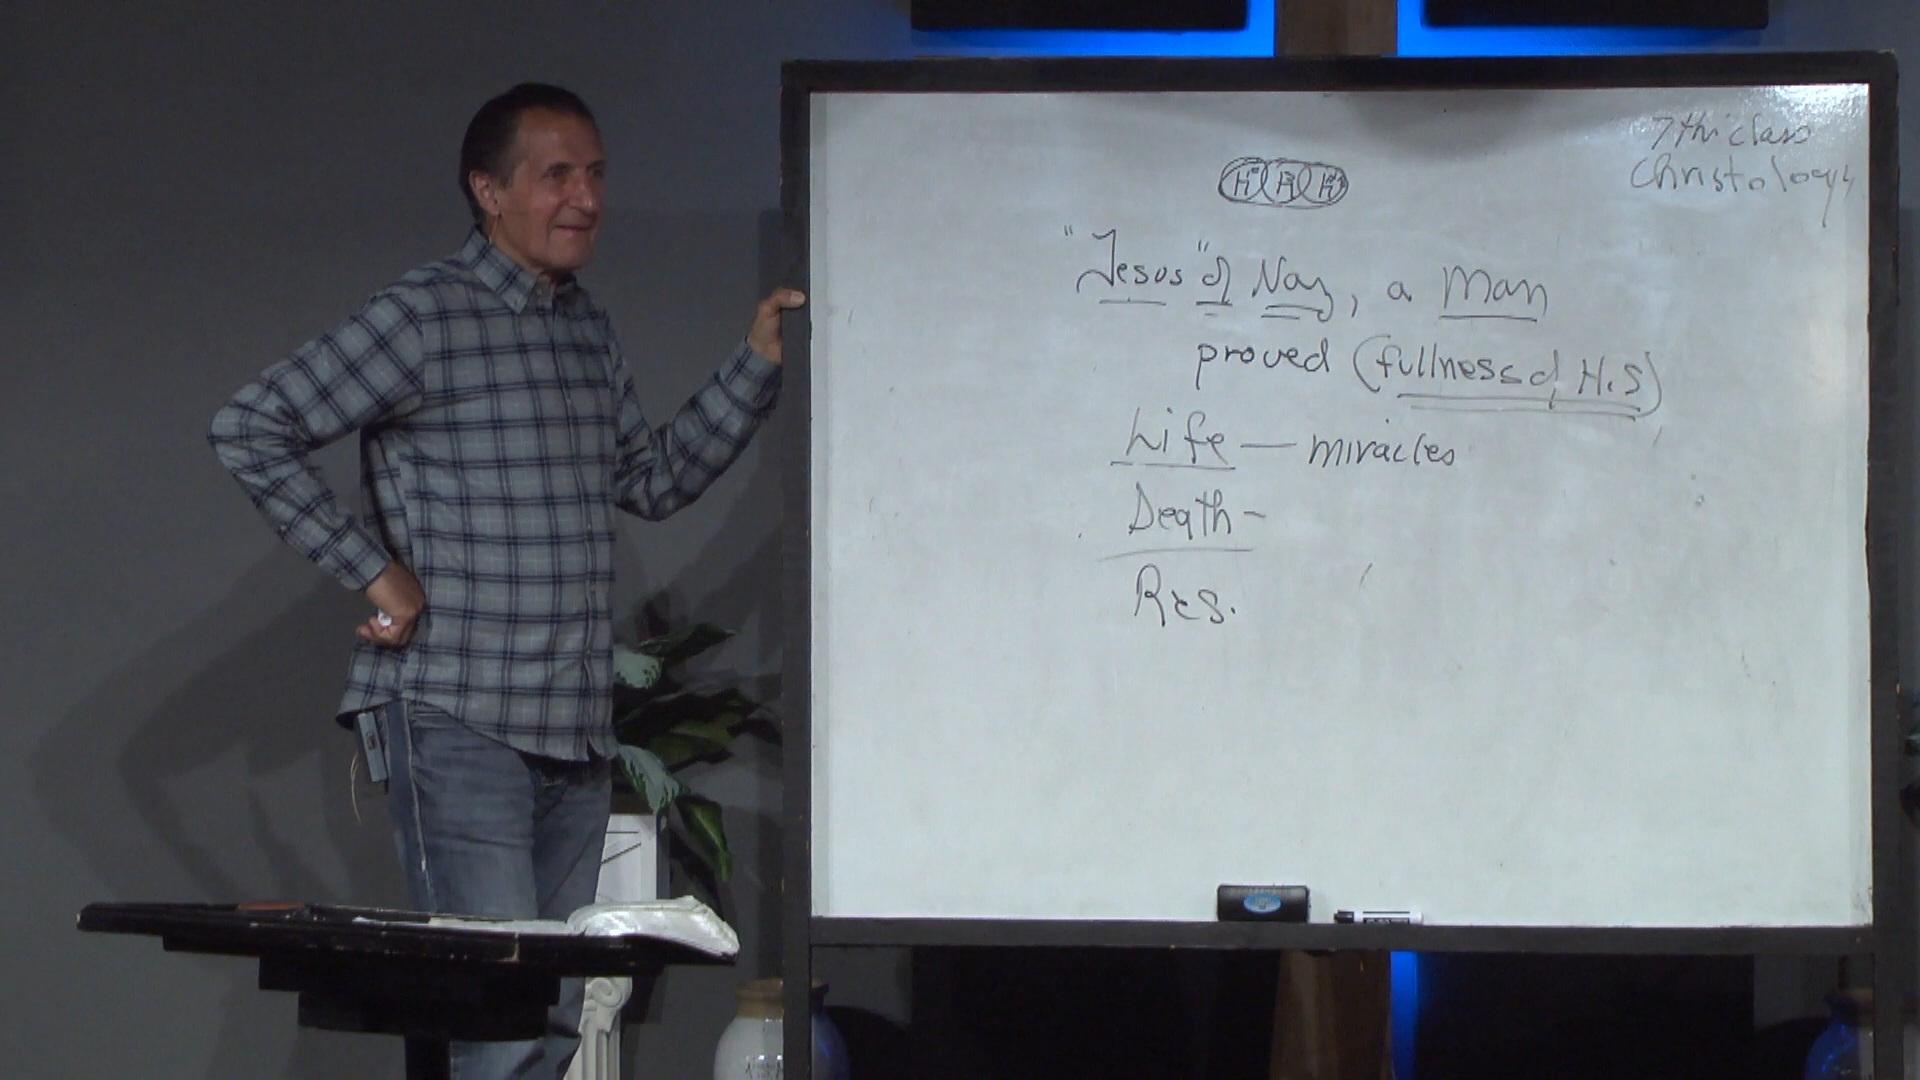 7th class
Christology
"Jesus" of Naz, a Man
proved (fullness of H.S)
Life — miracles
Death -
Res.